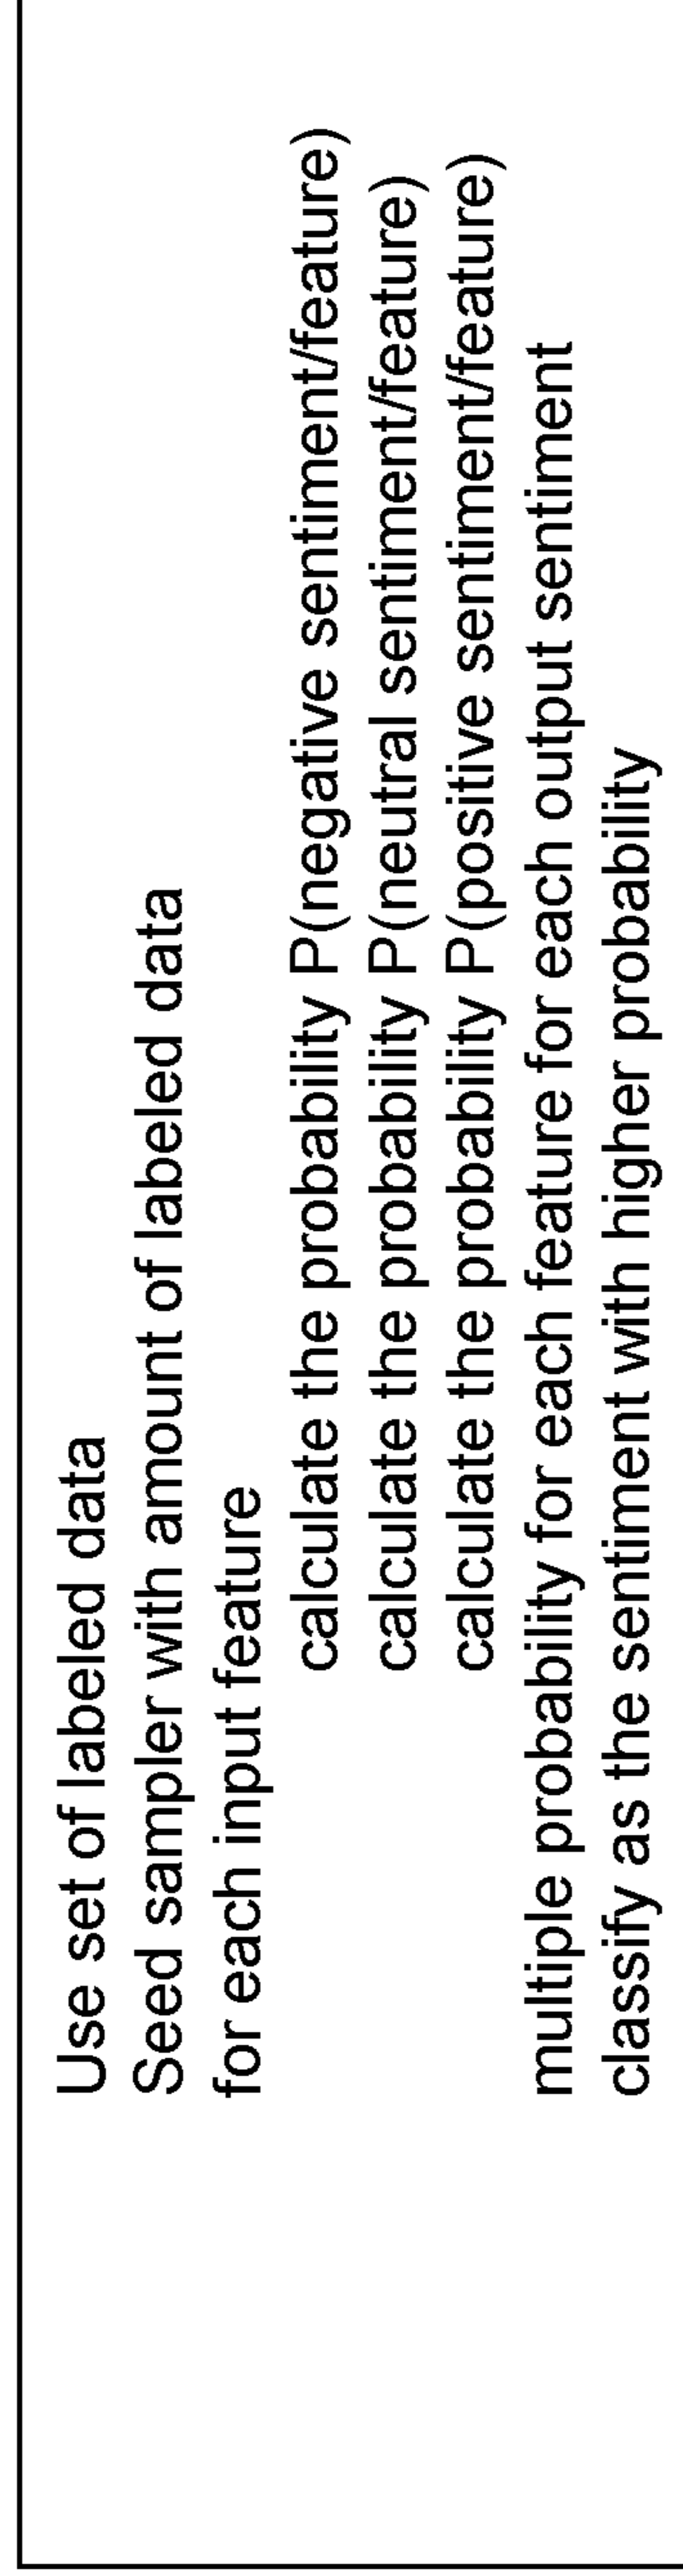 Use set of labeled data
Seed sampler with amount of labeled data
for each input feature
calculate the probability P(negative sentiment/feature)
calculate the probability P(neutral sentiment/feature)
calculate the probability P(positive sentiment/feature)
multiple probability for each feature for each output sentiment
classify as the sentiment with higher probability